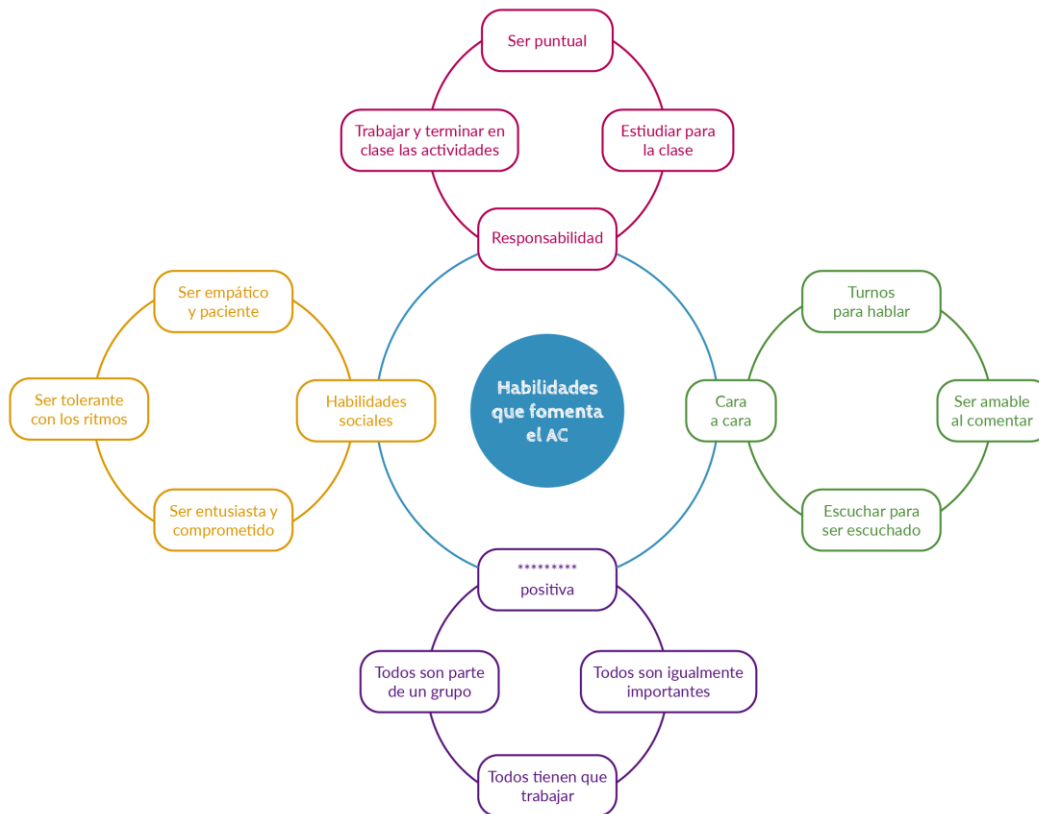 Ser puntual
Trabajar y terminar en
clase las actividades
Estiudiar para
la clase
Responsabilidad
Ser empático
y paciente
Ser tolerante
con los ritmos
Habilidades
sociales
Ser entusiasta y
comprometido
Habilidades
que fomenta
el AC
Turnos
para hablar
Cara
a cara
Ser amable
al comentar
Escuchar para
ser escuchado
*********
positiva
Todos son parte
de un grupo
Todos son igualmente
importantes
Todos tienen que
trabajar